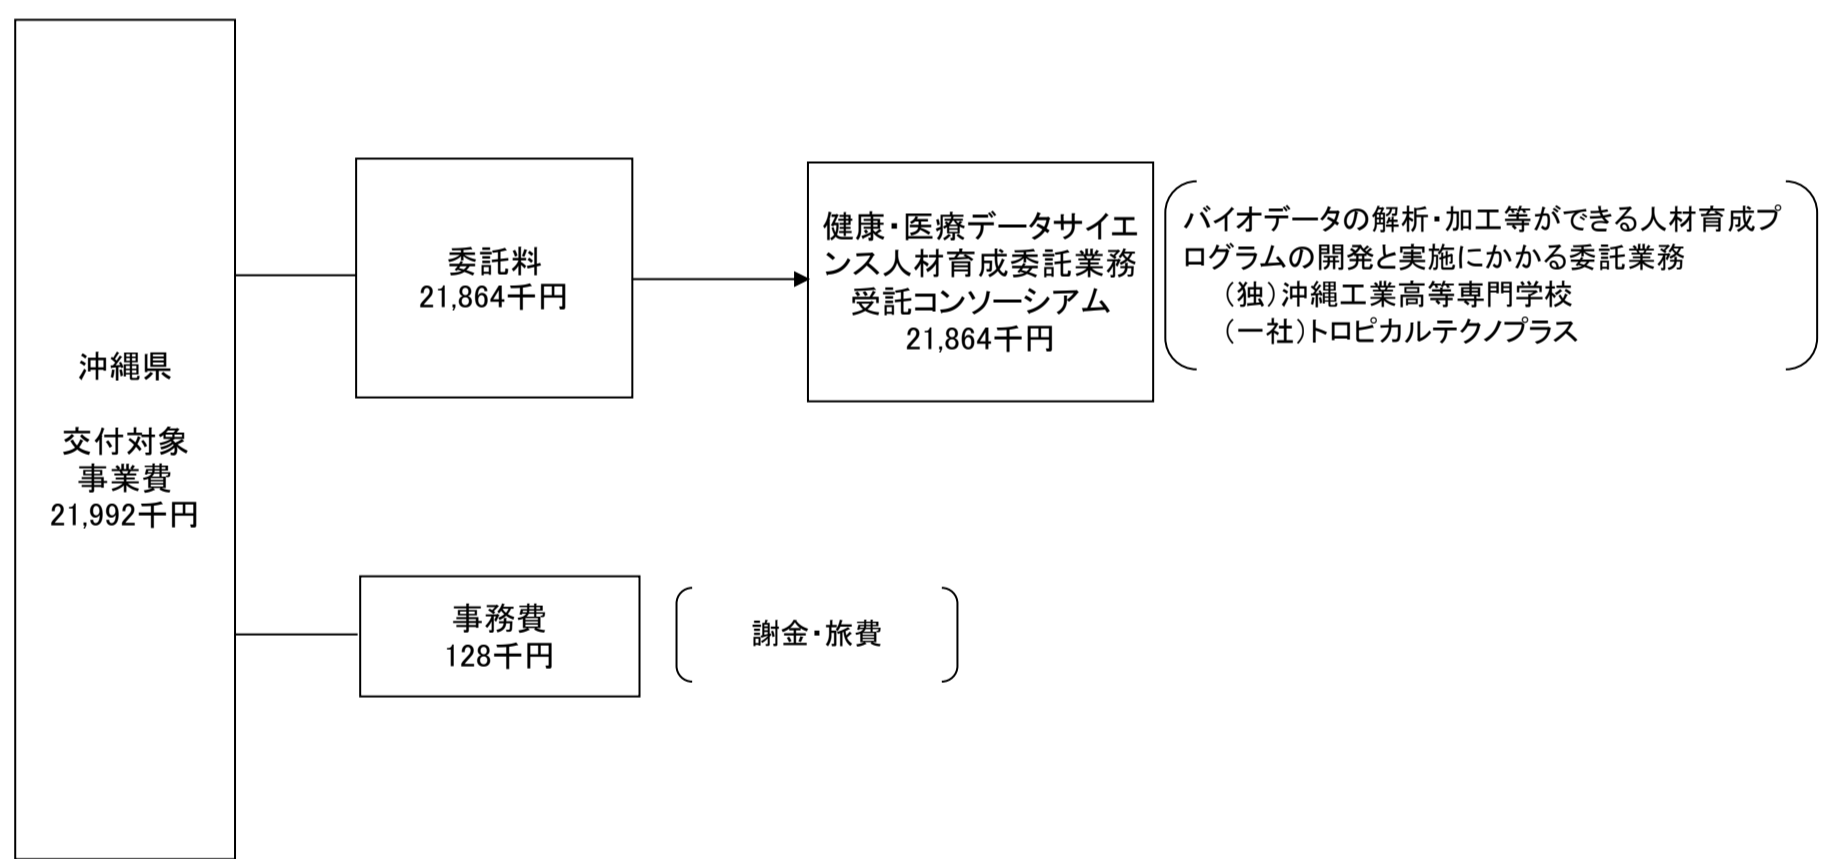 沖縄県
交付対象
事業費
21,992千円
委託料
21,864千円
健康・医療データサイエ
ンス人材育成委託業務
受託コンソーシアム
21,864千円
バイオデータの解析・加工等ができる人材育成プ
ログラムの開発と実施にかかる委託業務
（独）沖縄工業高等専門学校
（一社）トロピカルテクノプラス
事務費
128千円
謝金・旅費